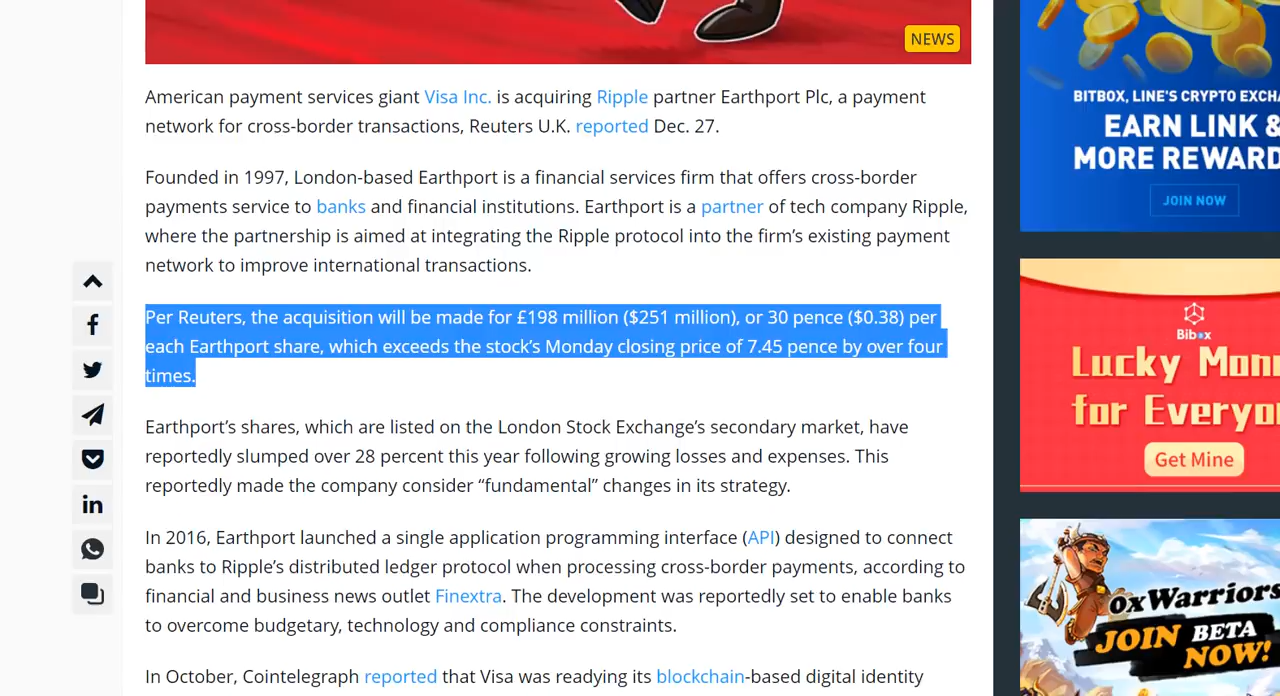 NEWS
American payment services giant Visa Inc. is acquiring Ripple partner Earthport Plc, a payment
network for cross-border transactions, Reuters U.K. reported Dec. 27.
Founded in 1997, London-based Earthport is a financial services firm that offers cross-border
payments service to banks and financial institutions. Earthport is a partner of tech company Ripple,
where the partnership is aimed at integrating the Ripple protocol into the firm’s existing payment
network to improve international transactions.
Per Reuters, the acquisition will be made for £198 million ($251 million), or 30 pence ($0.38) per
each Earthport share, which exceeds the stock’s Monday closing price of 7.45 pence by over four
times.
Earthport’s shares, which are listed on the London Stock Exchange’s secondary market, have
reportedly slumped over 28 percent this year following growing losses and expenses. This
reportedly made the company consider “fundamental” changes in its strategy.
In 2016, Earthport launched a single application programming interface (API) designed to connect
banks to Ripple’s distributed ledger protocol when processing cross-border payments, according to
financial and business news outlet Finextra. The development was reportedly set to enable banks
to overcome budgetary, technology and compliance constraints.
In October, Cointelegraph reported that Visa was readying its blockchain-based digital identity
BITBOX, LINE'S CRYPTO
EARN LINK &
MORE
JOIN NOW
Bibox
Lucky
for
Get Mine
0xWarriors
JOIN BETA
NOW!